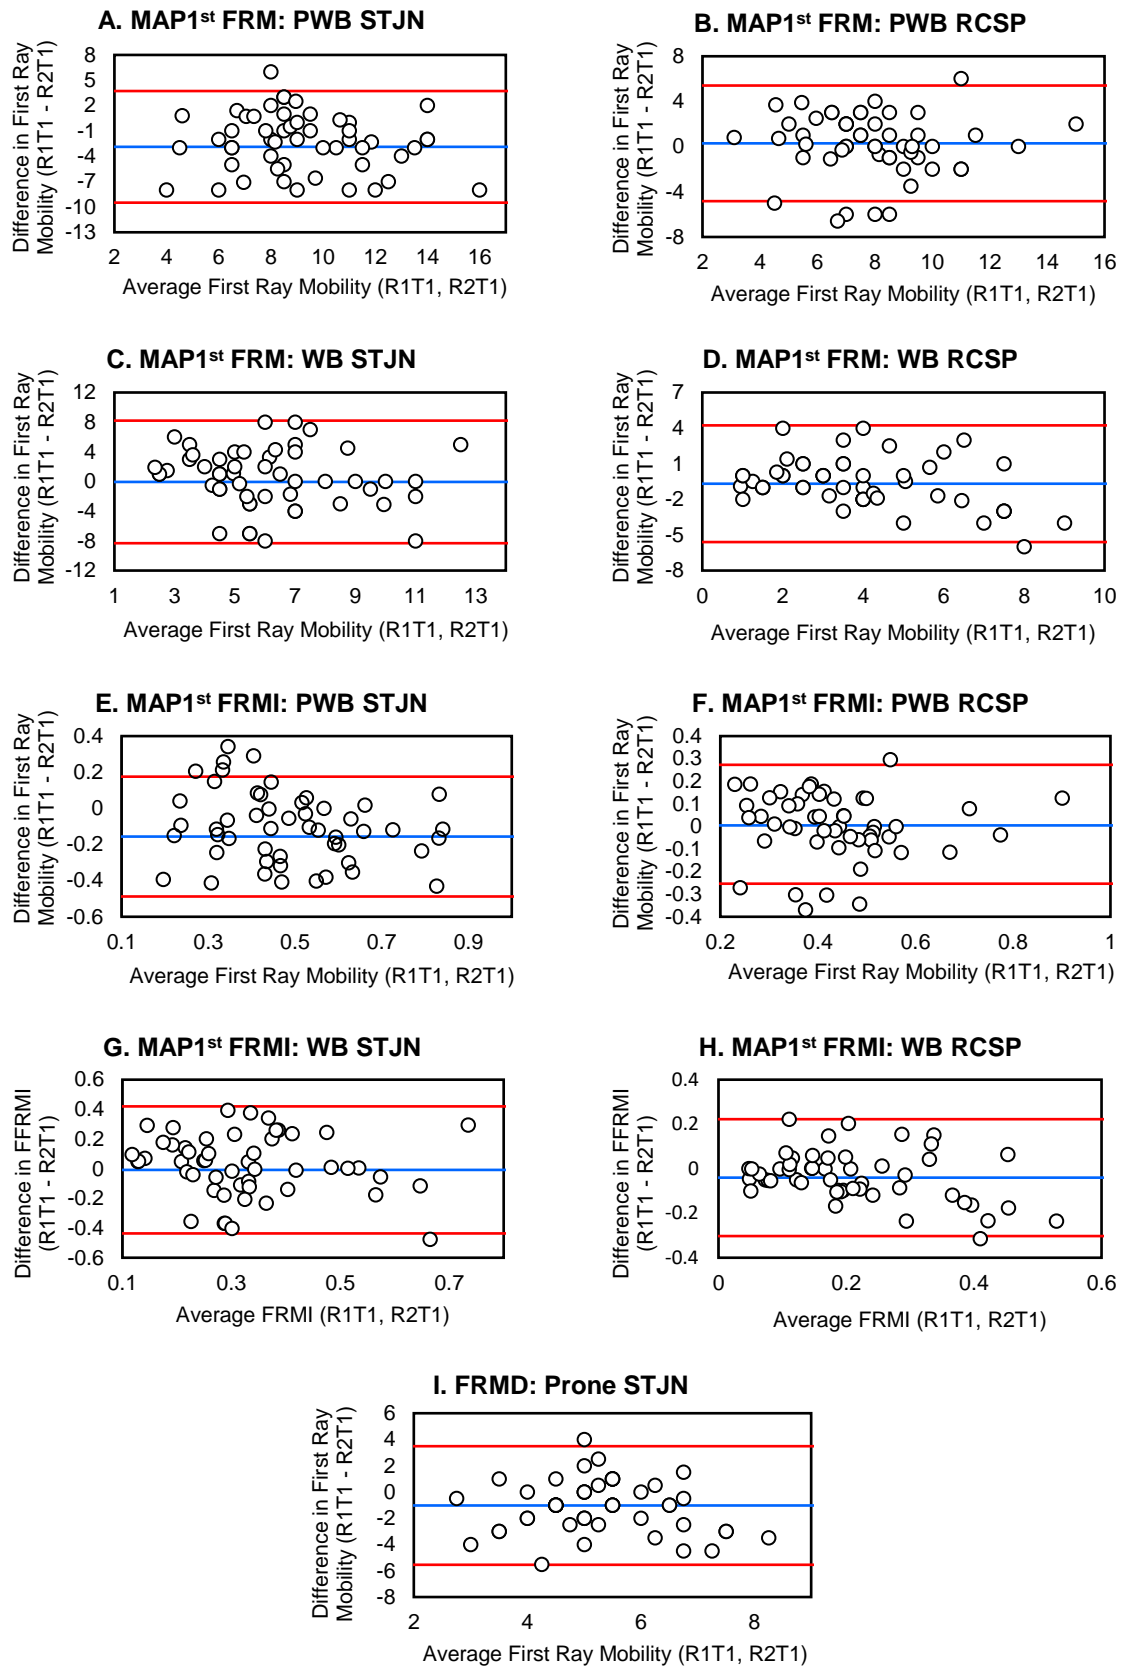 A. MAP1st FRM: PWB STJN
Difference in First Ray
Mobility (R1T1 - R2T1)
8
5
2
-1
-4
-7
-10
-13
2 4 6 8 10 12 14 16
Average First Ray Mobility (R1T1, R2T1)
B. MAP1st FRM: PWB RCSP
Difference in First Ray
Mobility (R1T1 - R2T1)
8
4
0
-4
-8
2 4 6 8 10 12 14 16
Average First Ray Mobility (R1T1, R2T1)
C. MAP1st FRM: WB STJN
Difference in First Ray
Mobility (R1T1 - R2T1)
12
8
4
0
-4
-8
-12
1 3 5 7 9 11 13
Average First Ray Mobility (R1T1, R2T1)
D. MAP1st FRM: WB RCSP
Difference in First Ray
Mobility (R1T1 - R2T1)
7
4
1
-2
-5
-8
0 2 4 6 8 10
Average First Ray Mobility (R1T1, R2T1)
E. MAP1st FRMI: PWB STJN
Difference in First Ray
Mobility (R1T1 - R2T1)
0.4
0.2
0
-0.2
-0.4
-0.6
0.1 0.3 0.5 0.7 0.9
Average First Ray Mobility (R1T1, R2T1)
F. MAP1st FRMI: PWB RCSP
Difference in First Ray
Mobility (R1T1 - R2T1)
0.4
0.3
0.2
0.1
0
-0.1
-0.2
-0.3
-0.4
0.2 0.4 0.6 0.8 1
Average First Ray Mobility (R1T1, R2T1)
G. MAP1st FRMI: WB STJN
Difference in FFRMI
(R1T1 - R2T1)
0.6
0.4
0.2
0
-0.2
-0.4
-0.6
0.1 0.3 0.5 0.7
Average FRMI (R1T1, R2T1)
H. MAP1st FRMI: WB RCSP
Difference in FFRMI
(R1T1 - R2T1)
0.4
0.2
0
-0.2
-0.4
0 0.2 0.4 0.6
Average FRMI (R1T1, R2T1)
I. FRMD: Prone STJN
Difference in First Ray
Mobility (R1T1 - R2T1)
6
4
2
0
-2
-4
-6
-8
2 4 6 8
Average First Ray Mobility (R1T1, R2T1)